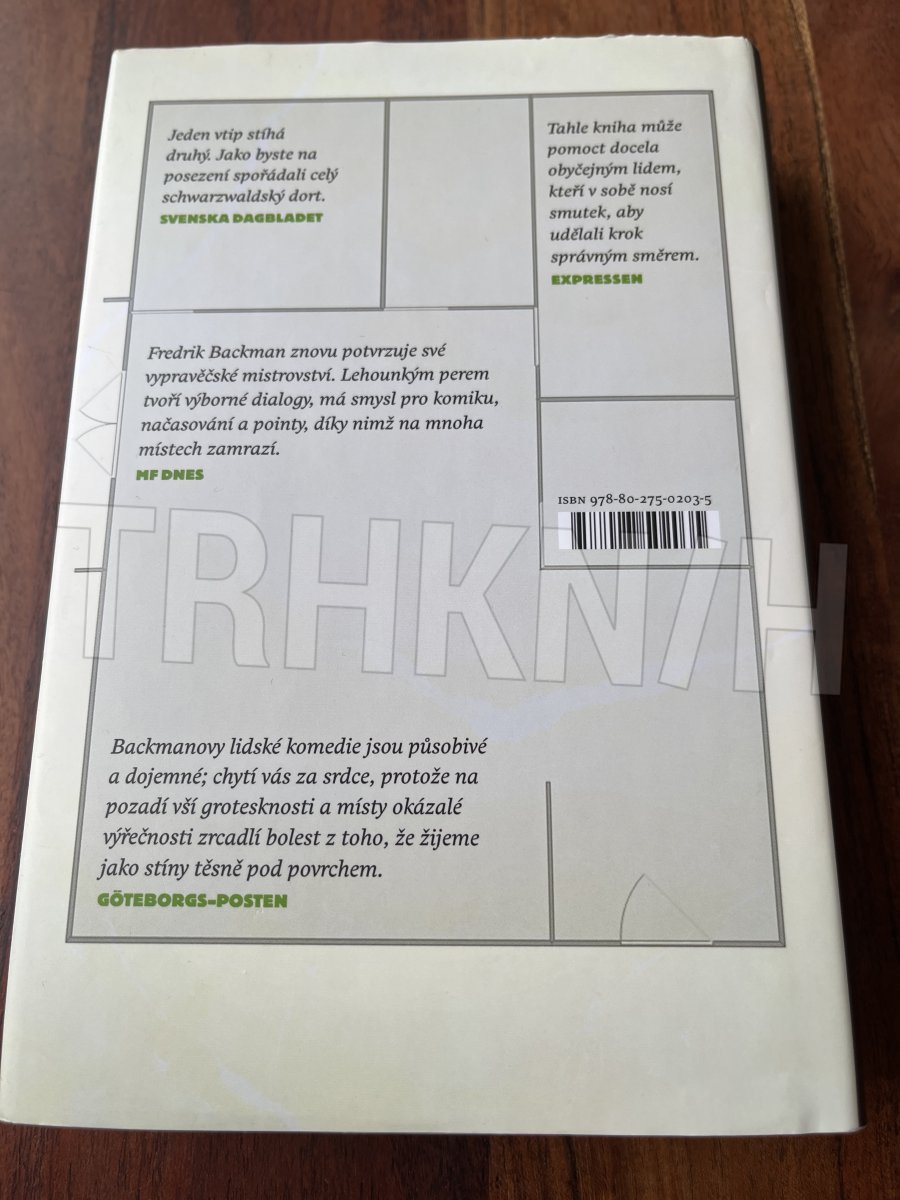 Jeden vtip stíhá
druhý. Jako byste na
posezení spořádali celý
schwarzwaldský dort.
SVENSKA DAGBLADET
Tahle kniha může
pomoct docela
obyčejným lidem,
kteří v sobě nosí
smutek, aby
udělali krok
správným směrem.
EXPRESSEN
Fredrik Backman znovu potvrzuje své
vypravěčské mistrovství. Lehounkým perem
tvoří výborné dialogy, má smysl pro komiku,
načasování a pointy, díky nimž na mnoha
místech zamrazí.
MF DNES
ISBN 978-80-275-0203-5
TRHKNIH
Backmanovy lidské komedie jsou působivé
a dojemné; chytí vás za srdce, protože na
pozadí vší grotesknosti a místy okázalé
výřečnosti zrcadlí bolest z toho, že žijeme
jako stíny těsně pod povrchem.
GÖTEBORGS-POSTEN